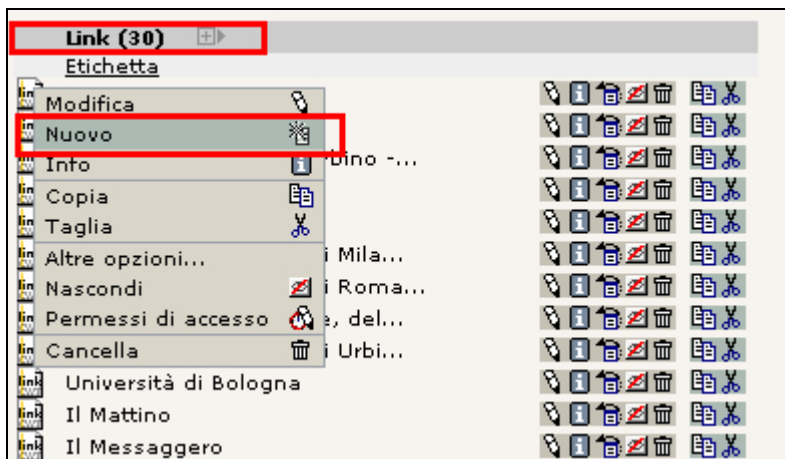 Link (30)
Etichetta
Modifica
Nuovo
Info
bino -...
Copia
Taglia
Altre opzioni...
i Mila...
Nascondi
i Roma...
Permessi di accesso
e, del...
Cancella
i Urbi...
Università di Bologna
Il Mattino
Il Messaggero